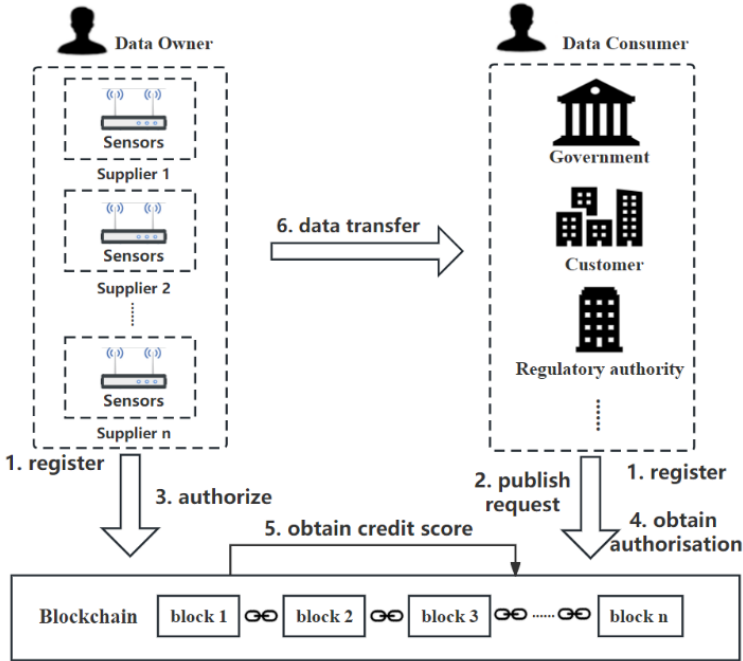 Data Owner
Sensors
Supplier 1
Sensors
Supplier 2
......
Sensors
Supplier n
6. data transfer
Data Consumer
Government
Customer
Regulatory authority
......
1. register
3. authorize
2. publish
request
1. register
4. obtain
authorisation
5. obtain credit score
Blockchain
block 1
block 2
block 3
......
block n